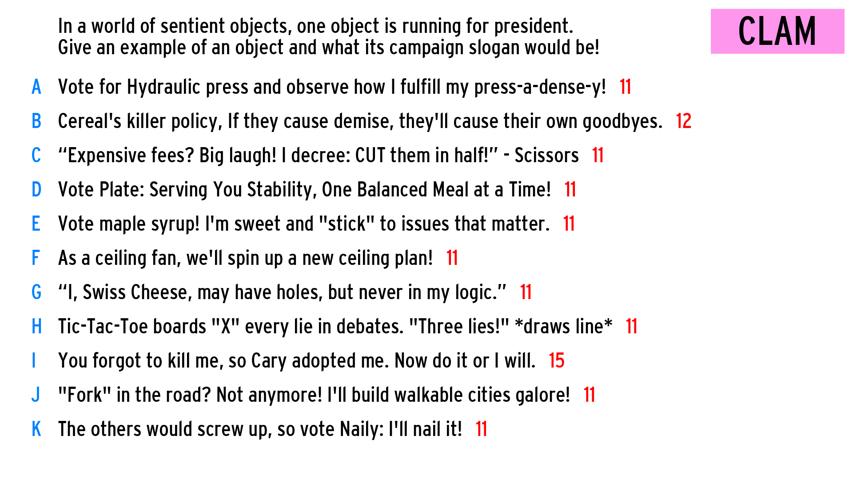 In a world of sentient objects, one object is running for president.
Give an example of an object and what its campaign slogan would be!
CLAM
A Vote for Hydraulic press and observe how I fulfill my press-a-dense-y! 11
B Cereal's killer policy, If they cause demise, they'll cause their own goodbyes. 12
C “Expensive fees? Big laugh! I decree: CUT them in half!” - Scissors 11
D Vote Plate: Serving You Stability, One Balanced Meal at a Time! 11
E Vote maple syrup! I'm sweet and "stick" to issues that matter. 11
F As a ceiling fan, we'll spin up a new ceiling plan! 11
G “I, Swiss Cheese, may have holes, but never in my logic.” 11
H Tic-Tac-Toe boards "X" every lie in debates. "Three lies!" *draws line* 11
I You forgot to kill me, so Cary adopted me. Now do it or I will. 15
J "Fork" in the road? Not anymore! I'll build walkable cities galore! 11
K The others would screw up, so vote Naily: I'll nail it! 11